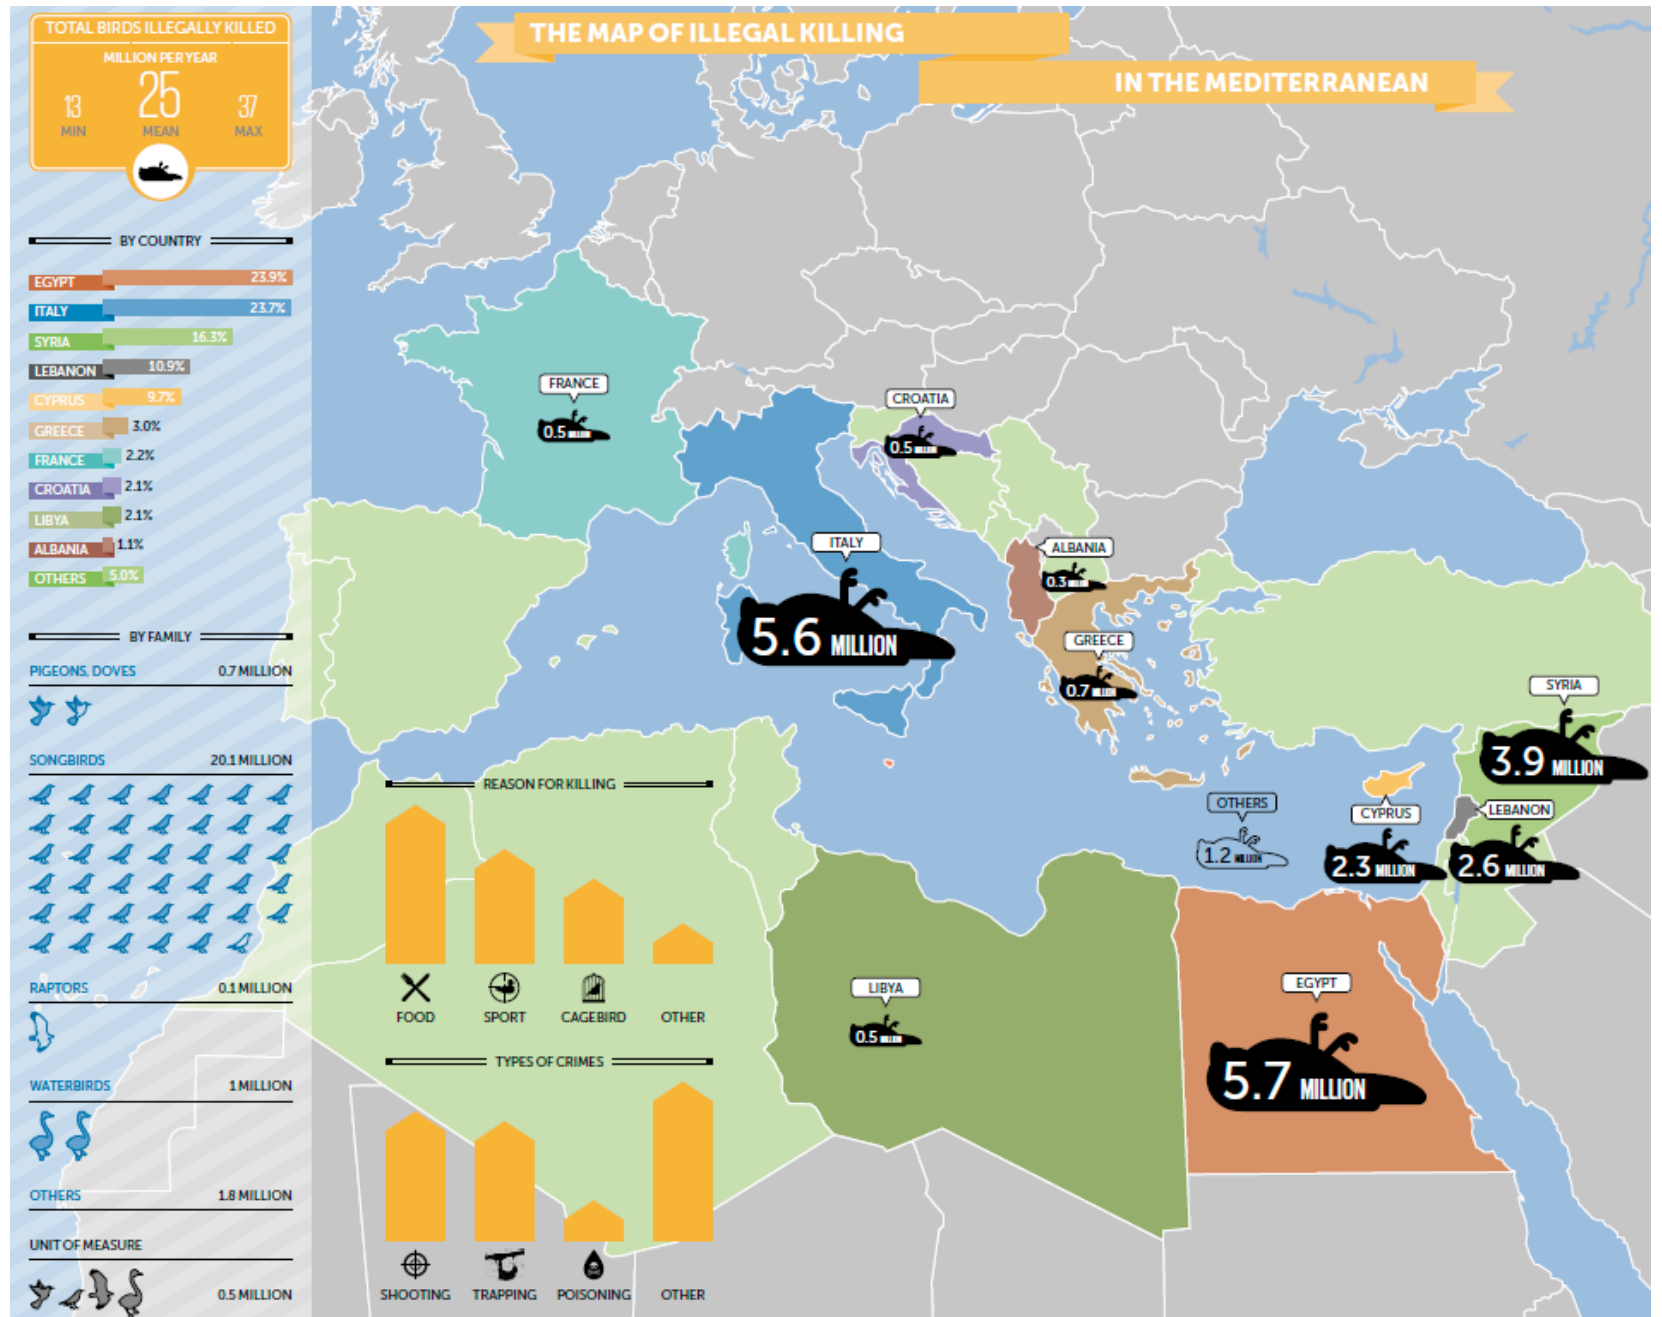 TOTAL BIRDS ILLEGALLY KILLED
MILLION PER YEAR
13
MIN
25
MEAN
37
MAX
THE MAP OF ILLEGAL KILLING
IN THE MEDITERRANEAN
BY COUNTRY
EGYPT 23.9%
ITALY 23.7%
SYRIA 16.3%
LEBANON 10.9%
CYPRUS 9.7%
GREECE 3.0%
FRANCE 2.2%
CROATIA 2.1%
LIBYA 2.1%
ALBANIA 1.1%
OTHERS 5.0%
BY FAMILY
PIGEONS, DOVES 0.7 MILLION
SONGBIRDS 20.1 MILLION
RAPTORS 0.1 MILLION
WATERBIRDS 1 MILLION
OTHERS 1.8 MILLION
UNIT OF MEASURE
0.5 MILLION
FRANCE
0.5 MILLION
CROATIA
0.5 MILLION
ITALY
5.6 MILLION
ALBANIA
0.3 MILLION
GREECE
0.7 MILLION
SYRIA
3.9 MILLION
OTHERS
1.2 MILLION
CYPRUS
2.3 MILLION
LEBANON
2.6 MILLION
LIBYA
0.5 MILLION
EGYPT
5.7 MILLION
REASON FOR KILLING
FOOD SPORT CAGEBIRD OTHER
TYPES OF CRIMES
SHOOTING TRAPPING POISONING OTHER